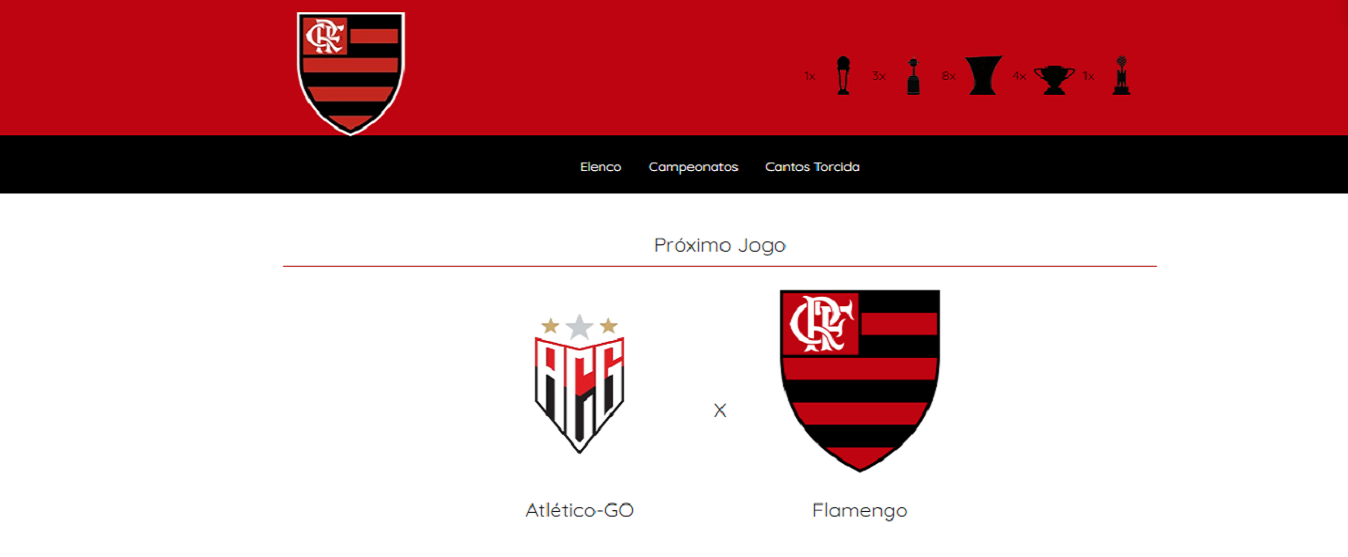 CRF
1x 3x 8x 4x 1x
Elenco Campeonatos Cantos Torcida
Próximo Jogo
ACG
X
CRF
Atlético-GO Flamengo